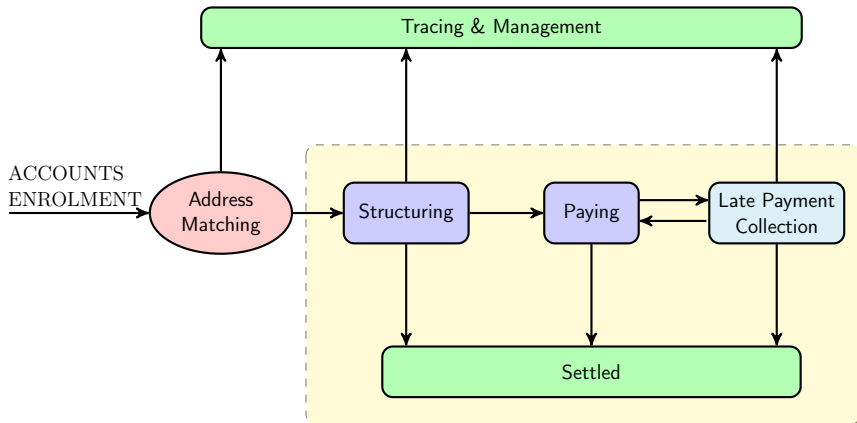 Tracing & Management
ACCOUNTS
ENROLMENT
Address
Matching
Structuring
Paying
Late Payment
Collection
Settled